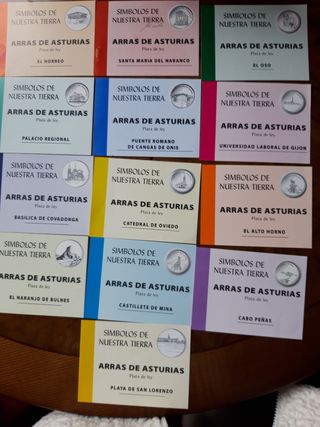 SIMBOLOS DE
NUESTRA TIERRA
ARRAS DE ASTURIAS
Plata de ley
EL HORREO
SIMBOLOS DE
NUESTRA TIERRA
ARRAS DE ASTURIAS
Plata de ley
SANTA MARIA DEL NARANCO
SIMBOLOS DE
NUESTRA TIERRA
ARRAS DE ASTURIAS
Plata de ley
EL OSO
SIMBOLOS DE
NUESTRA TIERRA
ARRAS DE ASTURIAS
Plata de ley
PALACIO REGIONAL
SIMBOLOS DE
NUESTRA TIERRA
ARRAS DE ASTURIAS
Plata de ley
PUENTE ROMANO
DE CANGAS DE ONIS
SIMBOLOS DE
NUESTRA TIERRA
ARRAS DE ASTURIAS
Plata de ley
UNIVERSIDAD LABORAL DE GIJON
SIMBOLOS DE
NUESTRA TIERRA
ARRAS DE ASTURIAS
Plata de ley
BASILICA DE COVADONGA
SIMBOLOS DE
NUESTRA TIERRA
ARRAS DE ASTURIAS
Plata de ley
CATEDRAL DE OVIEDO
SIMBOLOS DE
NUESTRA TIERRA
ARRAS DE ASTURIAS
Plata de ley
EL ALTO HORNO
SIMBOLOS DE
NUESTRA TIERRA
ARRAS DE ASTURIAS
Plata de ley
EL NARANJO DE BULNES
SIMBOLOS DE
NUESTRA TIERRA
ARRAS DE ASTURIAS
Plata de ley
CASTILLETE DE MINA
SIMBOLOS DE
NUESTRA TIERRA
ARRAS DE ASTURIAS
Plata de ley
CABO PEÑAS
SIMBOLOS DE
NUESTRA TIERRA
ARRAS DE ASTURIAS
Plata de ley
PLAYA DE SAN LORENZO